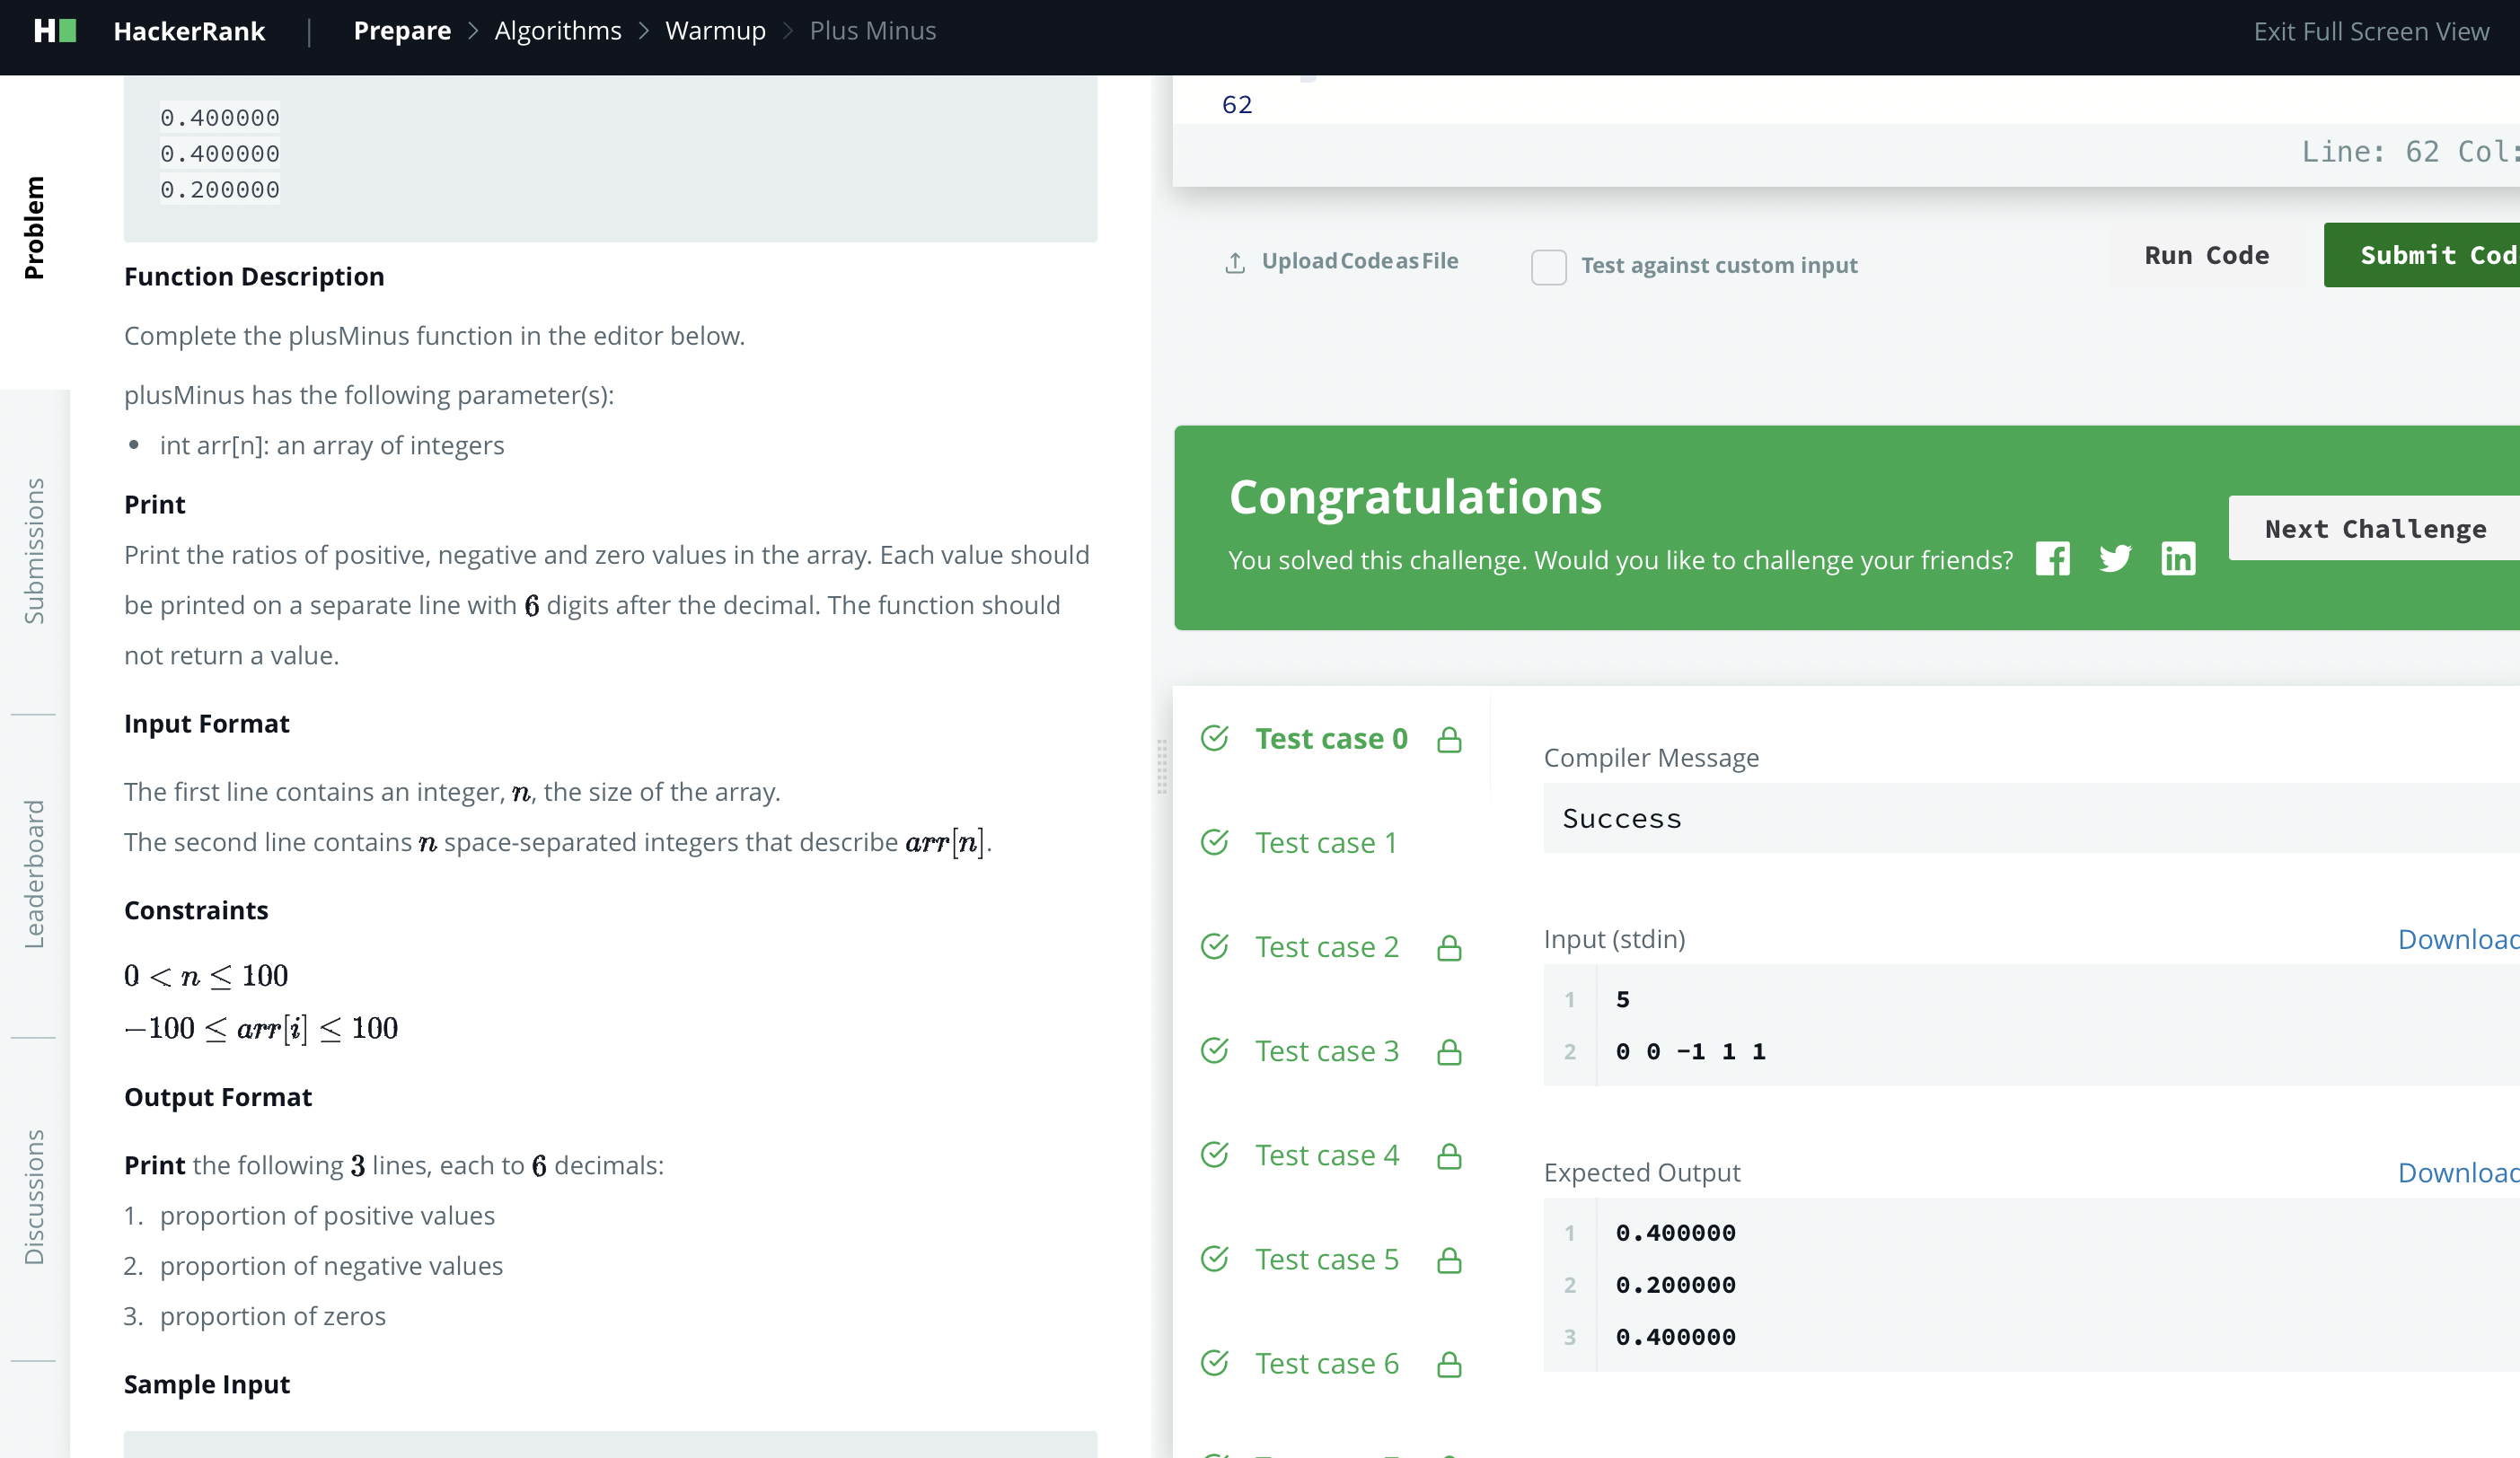 HackerRank | Prepare > Algorithms > Warmup > Plus Minus
Exit Full Screen View
Problem
Submissions
Leaderboard
Discussions
0.400000
0.400000
0.200000
Function Description
Complete the plusMinus function in the editor below.
plusMinus has the following parameter(s):
• int arr[n]: an array of integers
Print
Print the ratios of positive, negative and zero values in the array. Each value should
be printed on a separate line with 6 digits after the decimal. The function should
not return a value.
Input Format
The first line contains an integer, n, the size of the array.
The second line contains n space-separated integers that describe arr[n].
Constraints
0 < n ≤ 100
−100 ≤ arr[i] ≤ 100
Output Format
Print the following 3 lines, each to 6 decimals:
1. proportion of positive values
2. proportion of negative values
3. proportion of zeros
Sample Input
62
Line: 62 Col:
Upload Code as File
Test against custom input
Run Code
Submit Cod
Congratulations
You solved this challenge. Would you like to challenge your friends?
Next Challenge
Test case 0
Test case 1
Test case 2
Test case 3
Test case 4
Test case 5
Test case 6
Compiler Message
Success
Input (stdin)
Download
1 5
2 0 0 -1 1 1
Expected Output
Download
1 0.400000
2 0.200000
3 0.400000